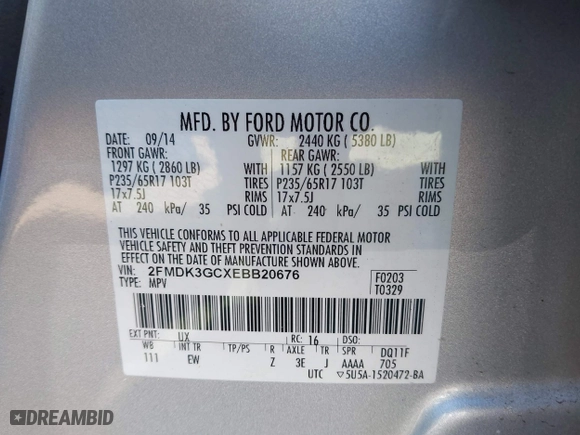 MFD. BY FORD MOTOR CO.
DATE: 09/14 GVWR: 2440 KG ( 5380 LB)
FRONT GAWR: REAR GAWR:
1297 KG ( 2860 LB) WITH 1157 KG ( 2550 LB) WITH
P235/65R17 103T TIRES P235/65R17 103T TIRES
17x7.5J RIMS 17x7.5J RIMS
AT 240 kPa/ 35 PSI COLD AT 240 kPa/ 35 PSI COLD
THIS VEHICLE CONFORMS TO ALL APPLICABLE FEDERAL MOTOR
VEHICLE SAFETY AND THEFT PREVENTION STANDARDS IN
EFFECT ON THE DATE OF MANUFACTURE SHOWN ABOVE.
VIN: 2FMDK3GCXEBB20676 F0203
TYPE: MPV T0329
EXT PNT: UX RC: 16 DSO:
WB INT TR TP/PS R AXLE TR SPR DQ11F
111 EW Z 3E J AAAA 705
UTC ▽5U5A-1520472-BA
DREAMBID